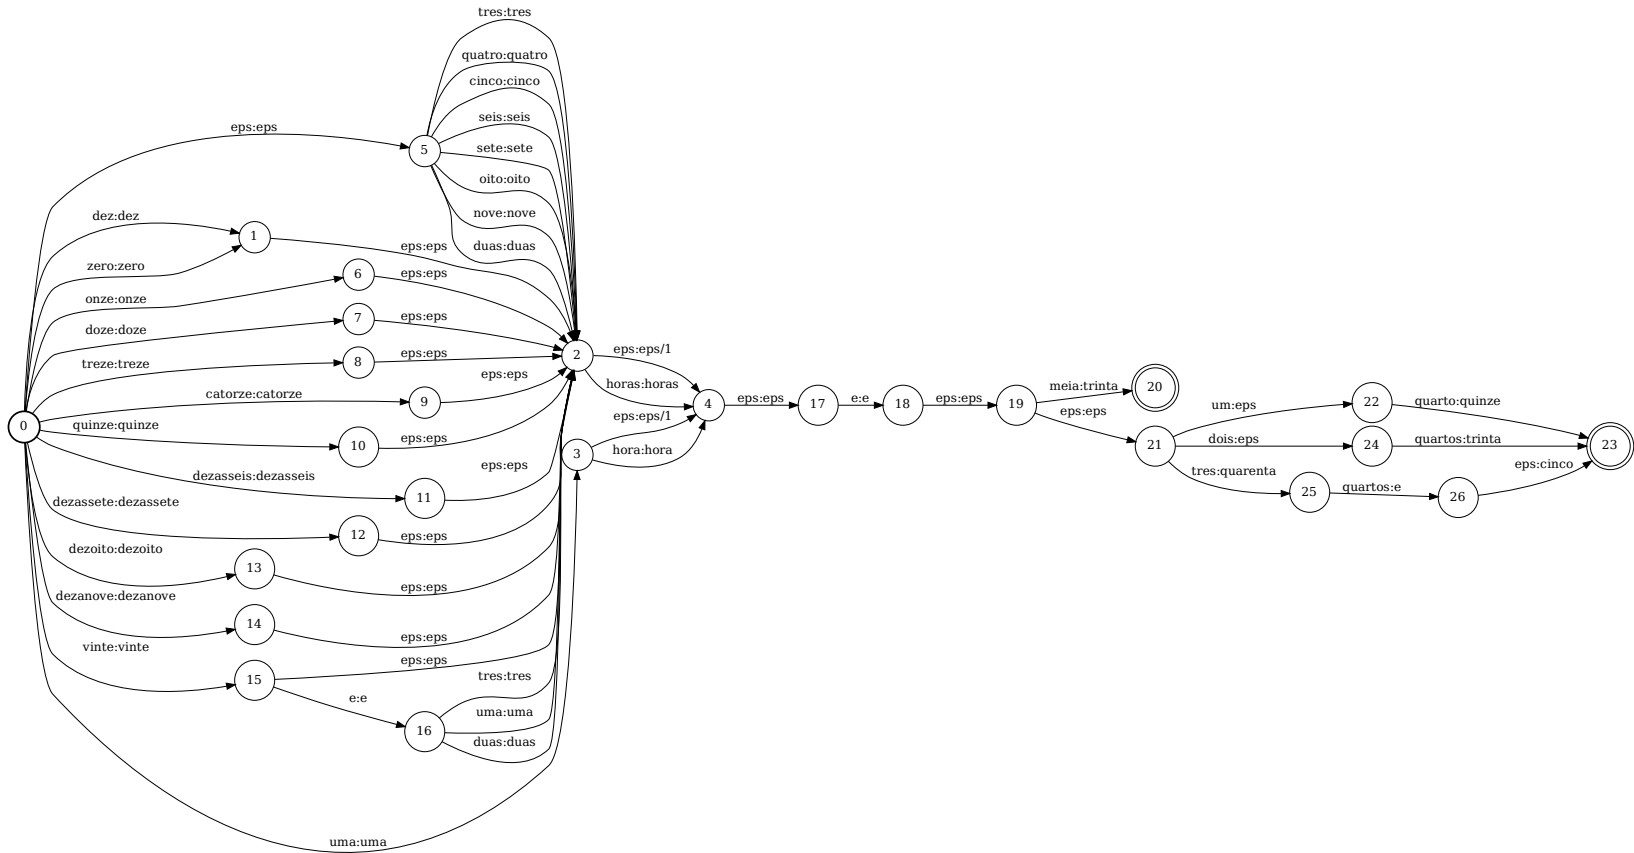 tres:tres
quatro:quatro
cinco:cinco
seis:seis
sete:sete
oito:oito
nove:nove
duas:duas
eps:eps
5
dez:dez
1
eps:eps
zero:zero
6
eps:eps
onze:onze
7
eps:eps
doze:doze
8
eps:eps
treze:treze
catorze:catorze
9
eps:eps
0
quinze:quinze
10
eps:eps
dezasseis:dezasseis
11
eps:eps
dezassete:dezassete
12
eps:eps
dezoito:dezoito
13
eps:eps
dezanove:dezanove
14
eps:eps
vinte:vinte
15
eps:eps
e:e
16
tres:tres
uma:uma
duas:duas
uma:uma
2
eps:eps/1
horas:horas
3
eps:eps/1
hora:hora
4
eps:eps
17
e:e
18
eps:eps
19
meia:trinta
20
eps:eps
21
um:eps
22
quarto:quinze
dois:eps
24
quartos:trinta
23
tres:quarenta
25
quartos:e
26
eps:cinco